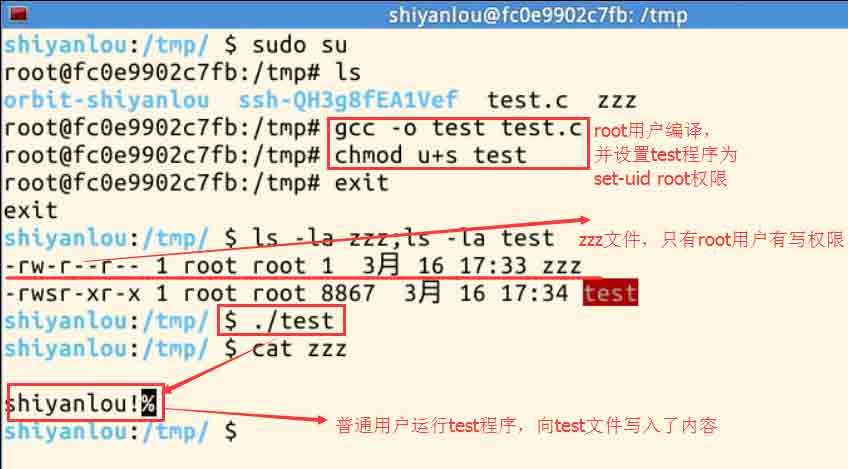 shiyanlou@fc0e9902c7fb: /tmp
shiyanlou:/tmp/ $ sudo su
root@fc0e9902c7fb:/tmp# ls
orbit-shiyanlou  ssh-QH3g8fEA1Vef  test.c  zzz
root@fc0e9902c7fb:/tmp# gcc -o test test.c
root@fc0e9902c7fb:/tmp# chmod u+s test
root@fc0e9902c7fb:/tmp# exit
root用户编译，
并设置test程序为
set-uid root权限
exit
shiyanlou:/tmp/ $ ls -la zzz;ls -la test
zzz文件，只有root用户有写权限
-rw-r--r-- 1 root root 1  3月 16 17:33 zzz
-rwsr-xr-x 1 root root 8867  3月 16 17:34 test
shiyanlou:/tmp/ $ ./test
shiyanlou:/tmp/ $ cat zzz
shiyanlou!%
普通用户运行test程序，向test文件写入了内容
shiyanlou:/tmp/ $